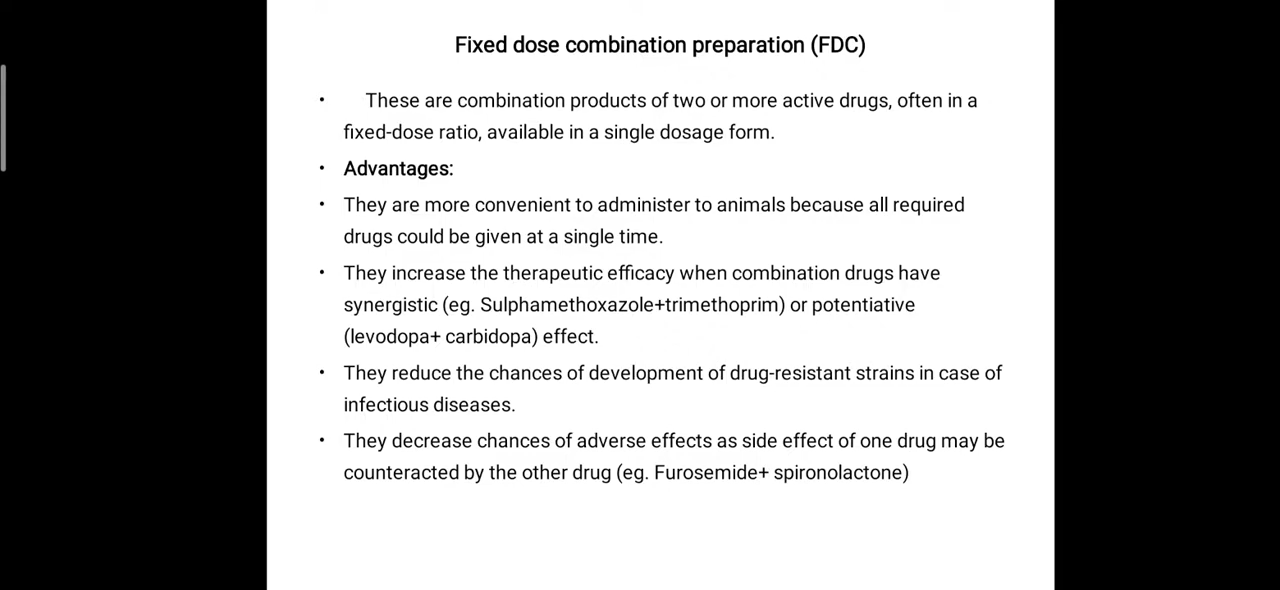 Fixed dose combination preparation (FDC)
• These are combination products of two or more active drugs, often in a
fixed-dose ratio, available in a single dosage form.
• Advantages:
• They are more convenient to administer to animals because all required
drugs could be given at a single time.
• They increase the therapeutic efficacy when combination drugs have
synergistic (eg. Sulphamethoxazole+trimethoprim) or potentiative
(levodopa+ carbidopa) effect.
• They reduce the chances of development of drug-resistant strains in case of
infectious diseases.
• They decrease chances of adverse effects as side effect of one drug may be
counteracted by the other drug (eg. Furosemide+ spironolactone)